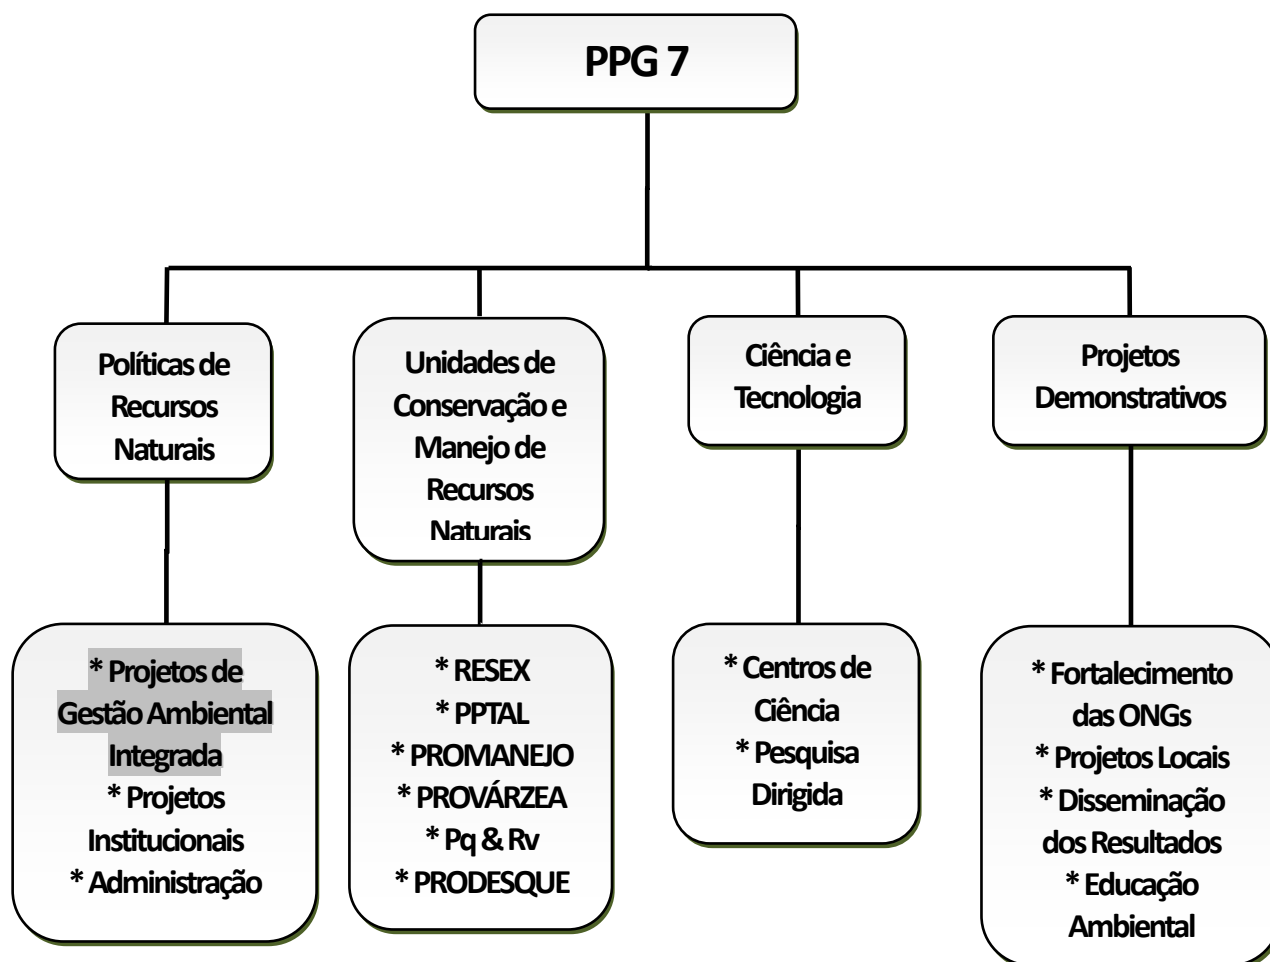 PPG 7
Políticas de
Recursos
Naturais
Unidades de
Conservação e
Manejo de
Recursos
Naturais
Ciência e
Tecnologia
Projetos
Demonstrativos
* Projetos de
Gestão Ambiental
Integrada
* Projetos
Institucionais
* Administração
* RESEX
* PPTAL
* PROMANEJO
* PROVÁRZEA
* Pq & Rv
* PRODESQUE
* Centros de
Ciência
* Pesquisa
Dirigida
* Fortalecimento
das ONGs
* Projetos Locais
* Disseminação
dos Resultados
* Educação
Ambiental